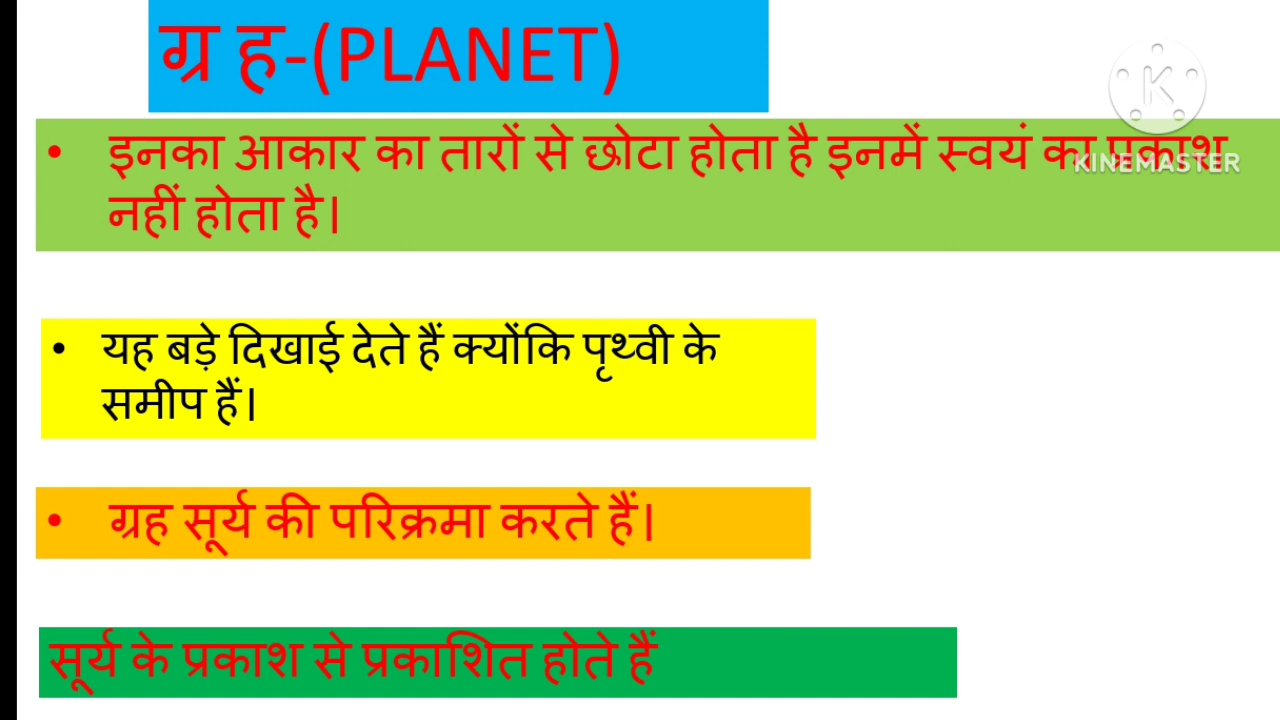 ग्र ह-(PLANET)
• इनका आकार का तारों से छोटा होता है इनमें स्वयं का प्रकाश
नहीं होता है।
KINEMASTER
• यह बड़े दिखाई देते हैं क्योंकि पृथ्वी के
समीप हैं।
• ग्रह सूर्य की परिक्रमा करते हैं।
सूर्य के प्रकाश से प्रकाशित होते हैं